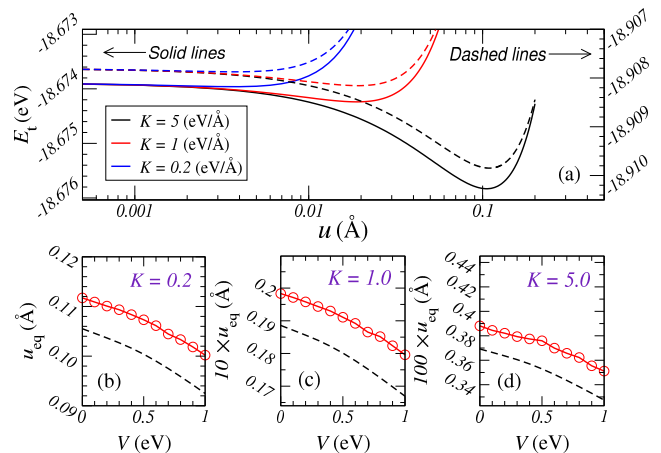 -18.673
-18.674
-18.675
-18.676
E_t (eV)
Solid lines
Dashed lines
-18.907
-18.908
-18.909
-18.910
K = 5 (eV/Å)
K = 1 (eV/Å)
K = 0.2 (eV/Å)
(a)
0.001
0.01
0.1
u (Å)
0.12
0.11
0.10
0.09
u_eq (Å)
K = 0.2
(b)
0
0.5
1
V (eV)
0.2
0.19
0.18
0.17
10 × u_eq (Å)
K = 1.0
(c)
0
0.5
1
V (eV)
0.44
0.42
0.4
0.38
0.36
0.34
100 × u_eq (Å)
K = 5.0
(d)
0
0.5
1
V (eV)